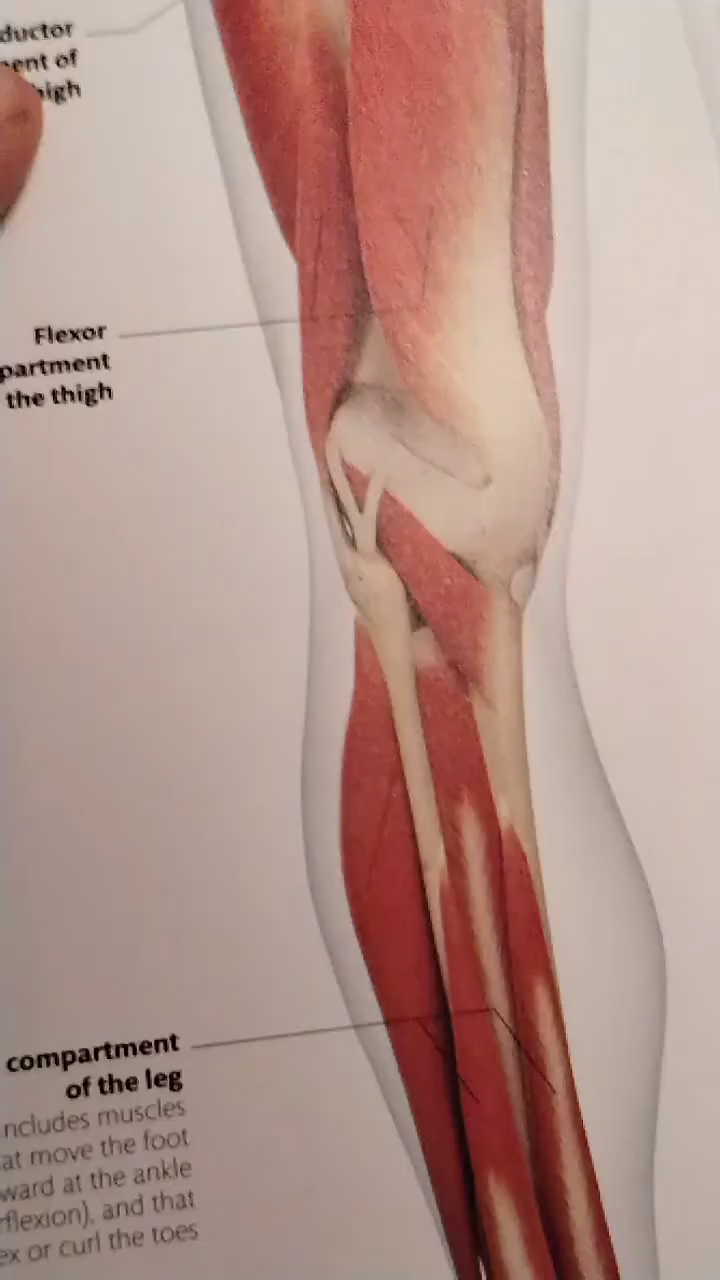 ductor
ent of
high
Flexor
partment
the thigh
compartment
of the leg
ncludes muscles
at move the foot
ward at the ankle
rflexion), and that
ex or curl the toes